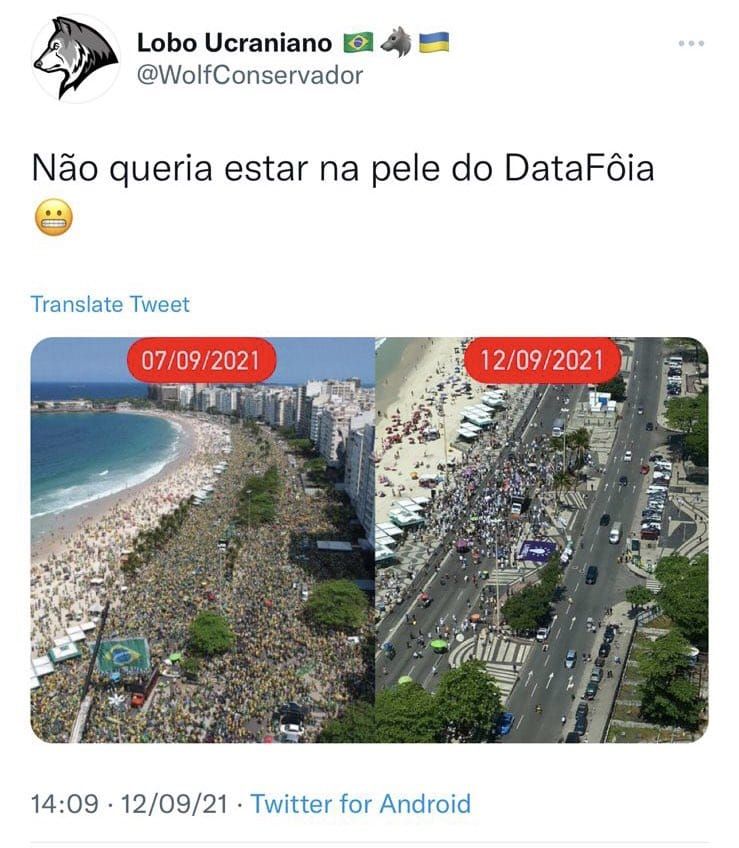 Lobo Ucraniano 🇧🇷🐺🇺🇦
@WolfConservador
Não queria estar na pele do DataFôia
😬
Translate Tweet
07/09/2021
12/09/2021
14:09 · 12/09/21 · Twitter for Android